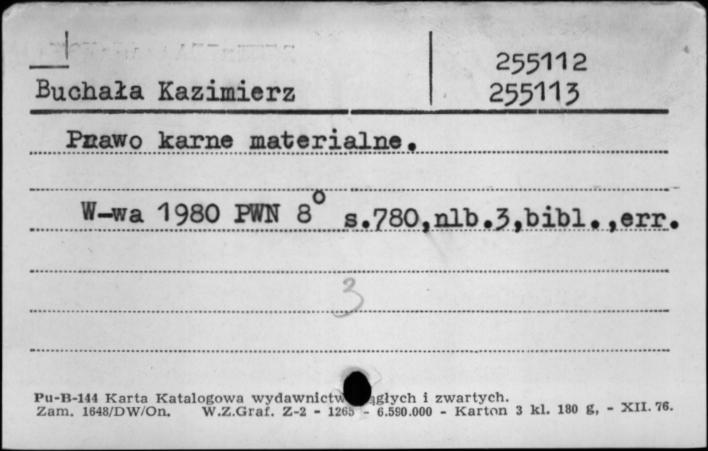 255112
Buchała Kazimierz 255113
Prawo karne materialne.
W-wa 1980 PWN 8° s.780,nlb.3,bibl.,err.
3
Pu-B-144 Karta Katalogowa wydawnictw ągłych i zwartych.
Zam. 1648/DW/On. W.Z.Graf. Z-2 - 1265 - 6.590.000 - Karton 3 kl. 180 g, - XII. 76.